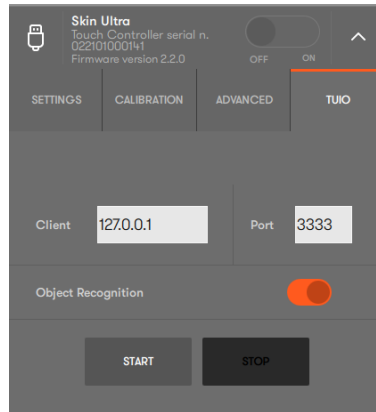 Skin Ultra
Touch Controller serial n.
022101000141
Firmware version 2.2.0
OFF ON
SETTINGS CALIBRATION ADVANCED TUIO
Client 127.0.0.1 Port 3333
Object Recognition
START STOP